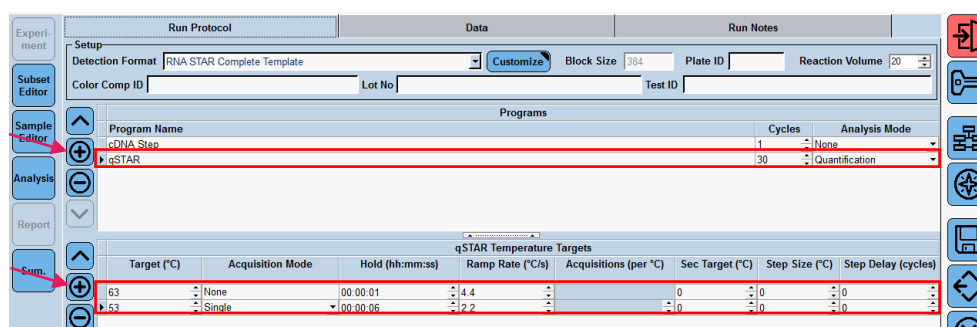 Run Protocol Data Run Notes
Experi-
ment
Setup
Detection Format RNA STAR Complete Template Customize Block Size 384 Plate ID Reaction Volume 20
Color Comp ID Lot No Test ID
Subset
Editor
Programs
Program Name Cycles Analysis Mode
Sample
Editor
cDNA Step 1 None
qSTAR 30 Quantification
Analysis
Report
qSTAR Temperature Targets
Target (°C) Acquisition Mode Hold (hh:mm:ss) Ramp Rate (°C/s) Acquisitions (per °C) Sec Target (°C) Step Size (°C) Step Delay (cycles)
Sum.
63 None 00:00:01 4.4 0 0 0
53 Single 00:00:06 2.2 0 0 0